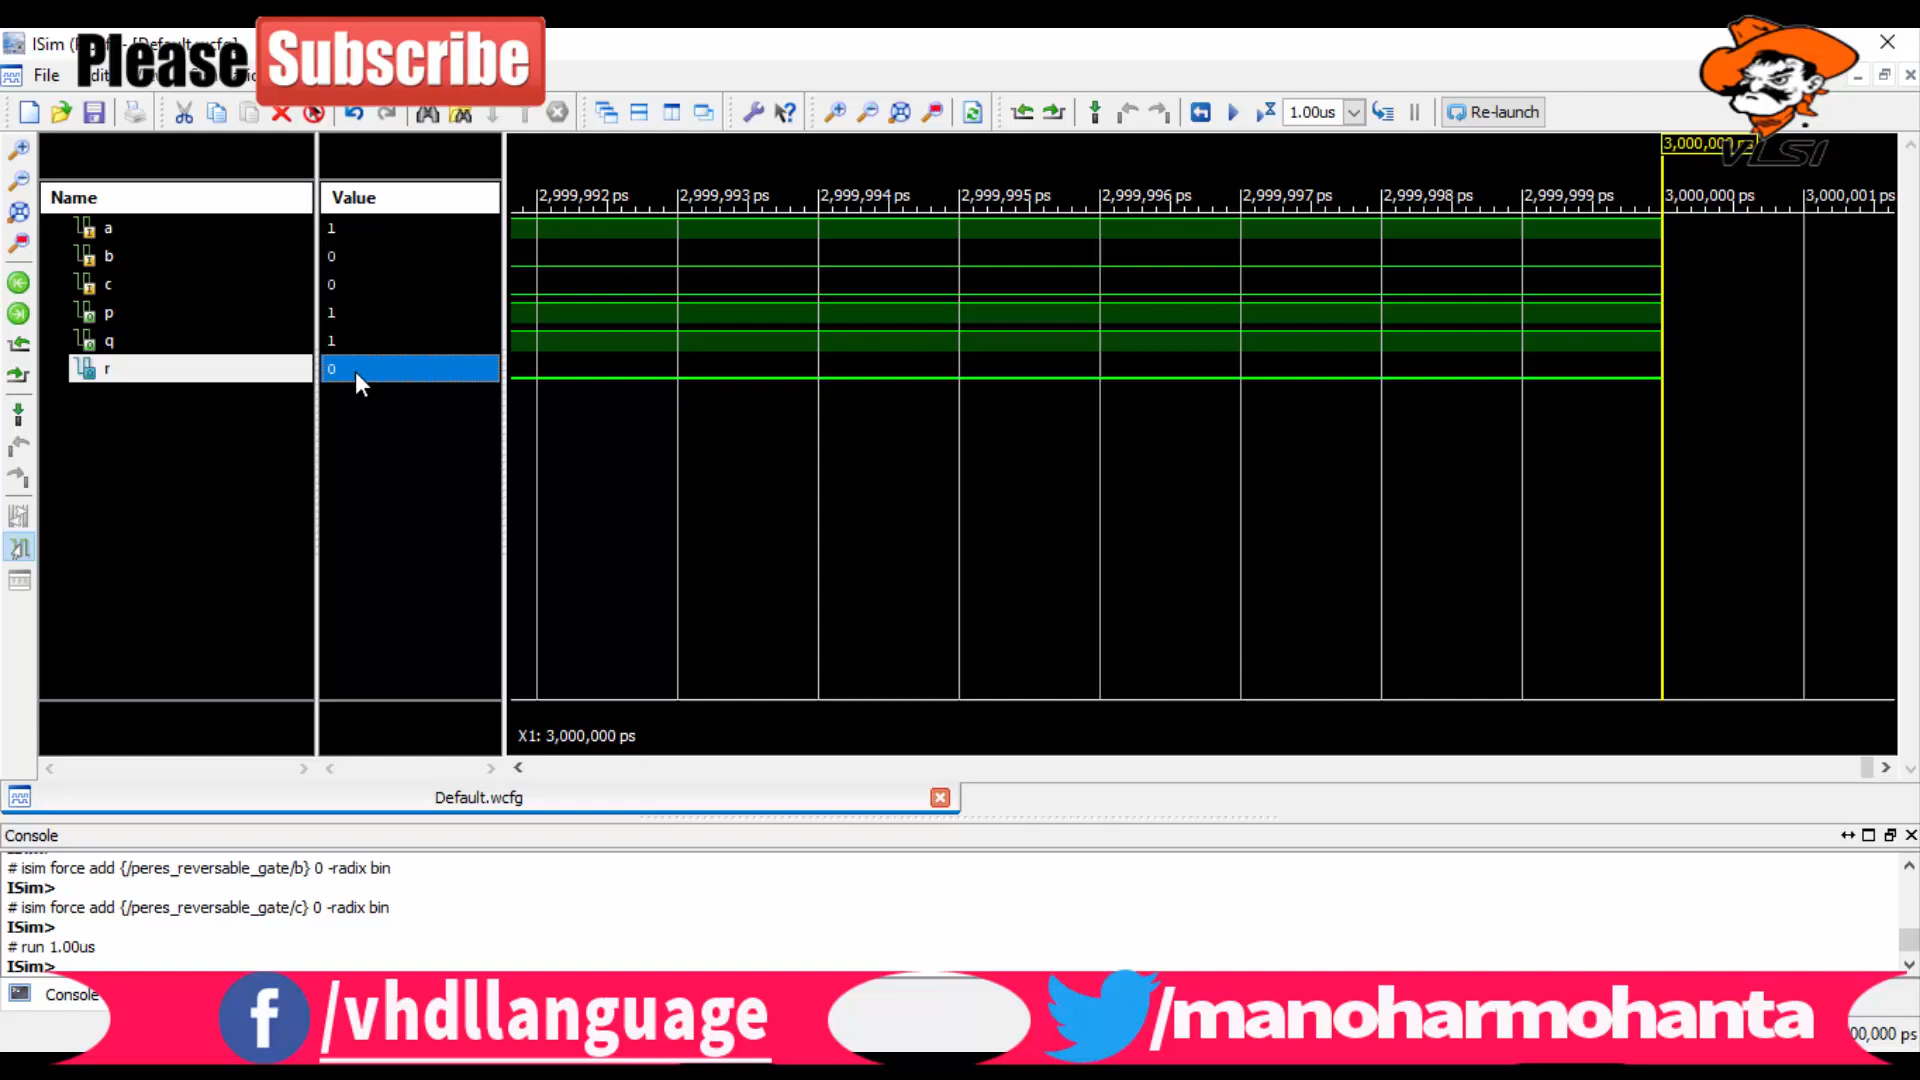 Please Subscribe
ISim
File
1.00us
Re-launch
VLSI
3,000,000 ps
Name
Value
2,999,992 ps
2,999,993 ps
2,999,994 ps
2,999,995 ps
2,999,996 ps
2,999,997 ps
2,999,998 ps
2,999,999 ps
3,000,000 ps
3,000,001 ps
a 1
b 0
c 0
p 1
q 1
r 0
X1: 3,000,000 ps
Default.wcfg
Console
# isim force add {/peres_reversable_gate/b} 0 -radix bin
ISim>
# isim force add {/peres_reversable_gate/c} 0 -radix bin
ISim>
# run 1.00us
ISim>
Console
f /vhdllanguage
/manoharmohanta
00,000 ps